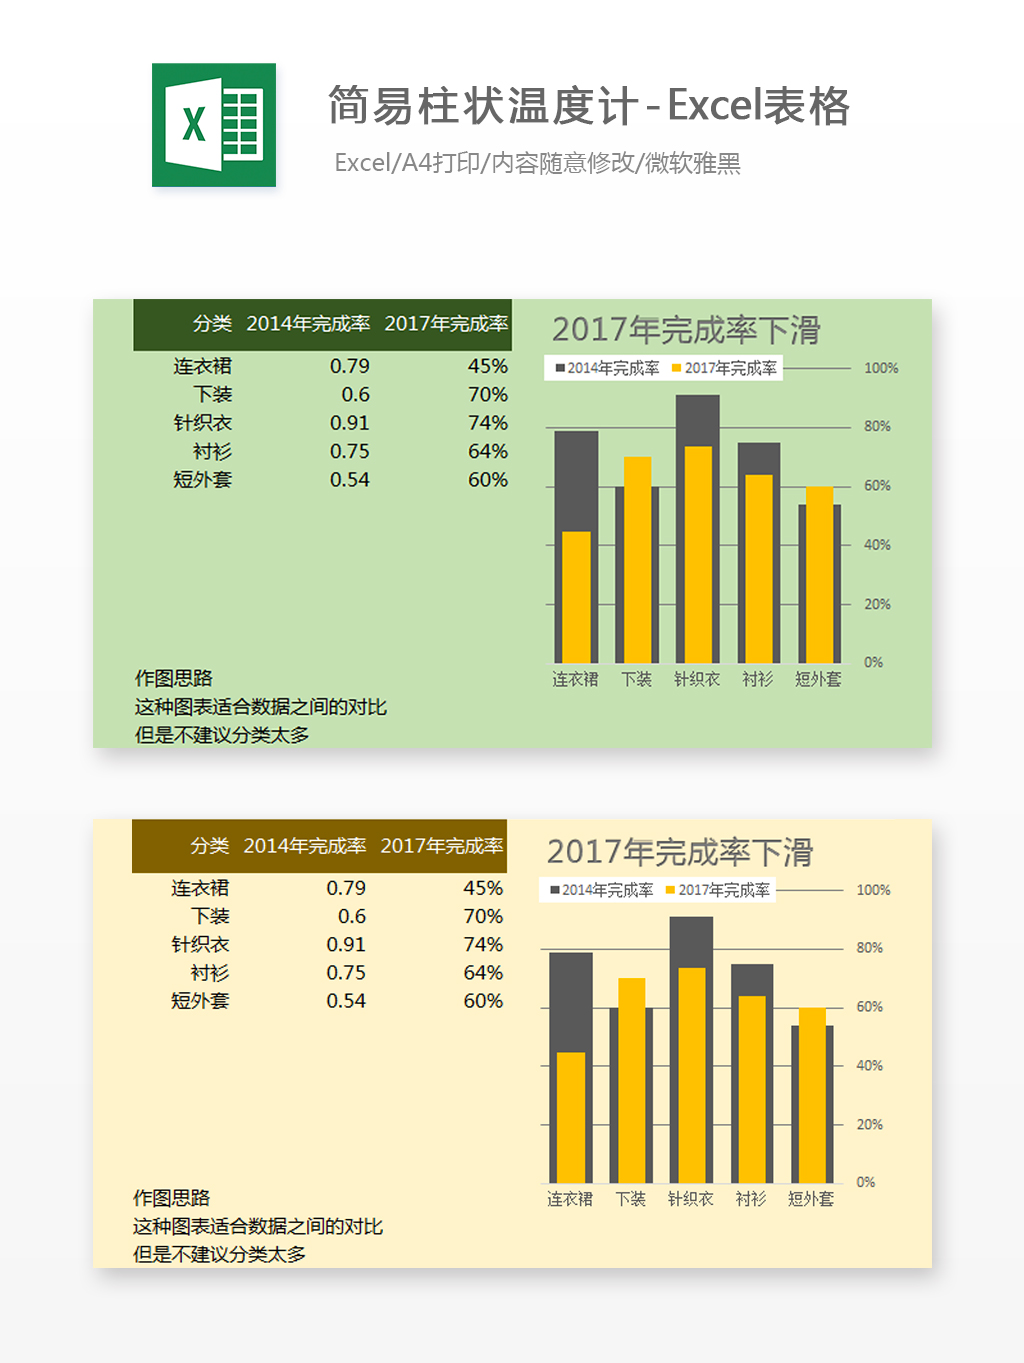 X
简易柱状温度计-Excel表格
Excel/A4打印/内容随意修改/微软雅黑
分类 2014年完成率 2017年完成率
连衣裙 0.79 45%
下装 0.6 70%
针织衣 0.91 74%
衬衫 0.75 64%
短外套 0.54 60%
作图思路
这种图表适合数据之间的对比
但是不建议分类太多
2017年完成率下滑
2014年完成率 2017年完成率
100%
80%
60%
40%
20%
0%
连衣裙 下装 针织衣 衬衫 短外套
分类 2014年完成率 2017年完成率
连衣裙 0.79 45%
下装 0.6 70%
针织衣 0.91 74%
衬衫 0.75 64%
短外套 0.54 60%
作图思路
这种图表适合数据之间的对比
但是不建议分类太多
2017年完成率下滑
2014年完成率 2017年完成率
100%
80%
60%
40%
20%
0%
连衣裙 下装 针织衣 衬衫 短外套